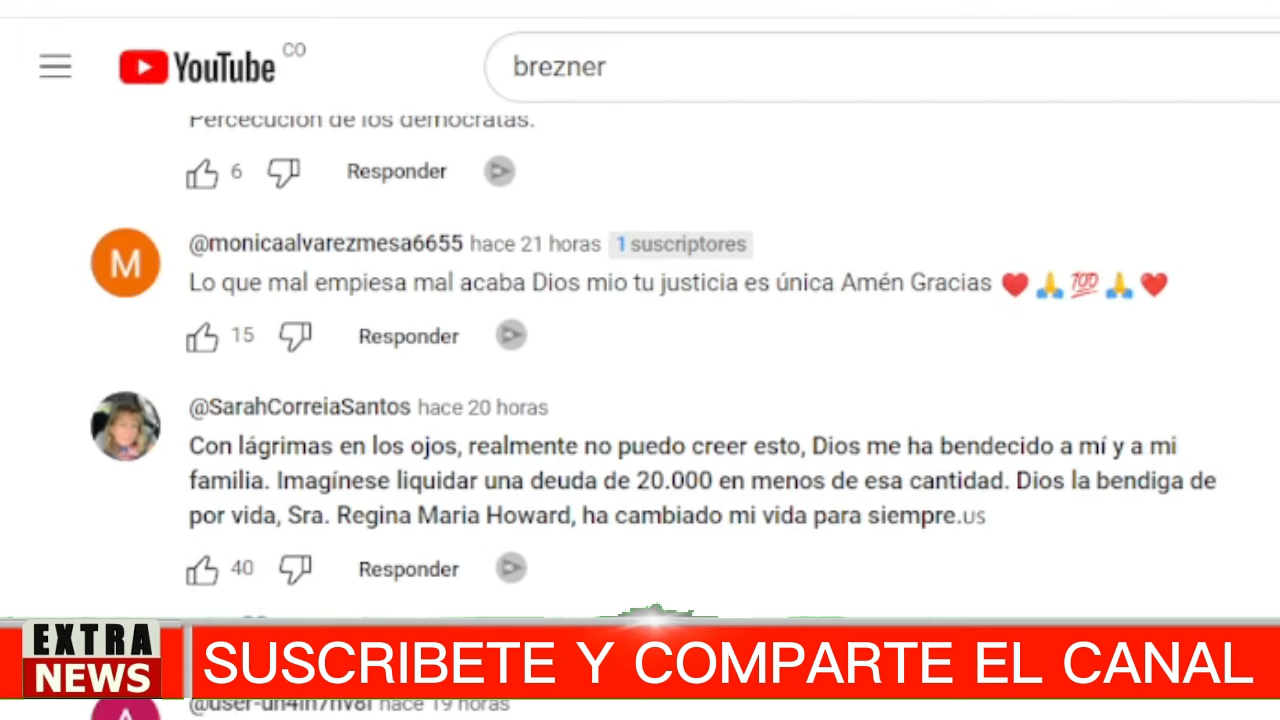 CO
YouTube
brezner
Percecución de los demócratas.
6 Responder
M
@monicaalvarezmesa6655 hace 21 horas 1 suscriptores
Lo que mal empiesa mal acaba Dios mio tu justicia es única Amén Gracias ❤️🙏💯🙏❤️
15 Responder
@SarahCorreiaSantos hace 20 horas
Con lágrimas en los ojos, realmente no puedo creer esto, Dios me ha bendecido a mí y a mi
familia. Imagínese liquidar una deuda de 20.000 en menos de esa cantidad. Dios la bendiga de
por vida, Sra. Regina Maria Howard, ha cambiado mi vida para siempre.US
40 Responder
EXTRA
NEWS
SUSCRIBETE Y COMPARTE EL CANAL
hace 19 horas